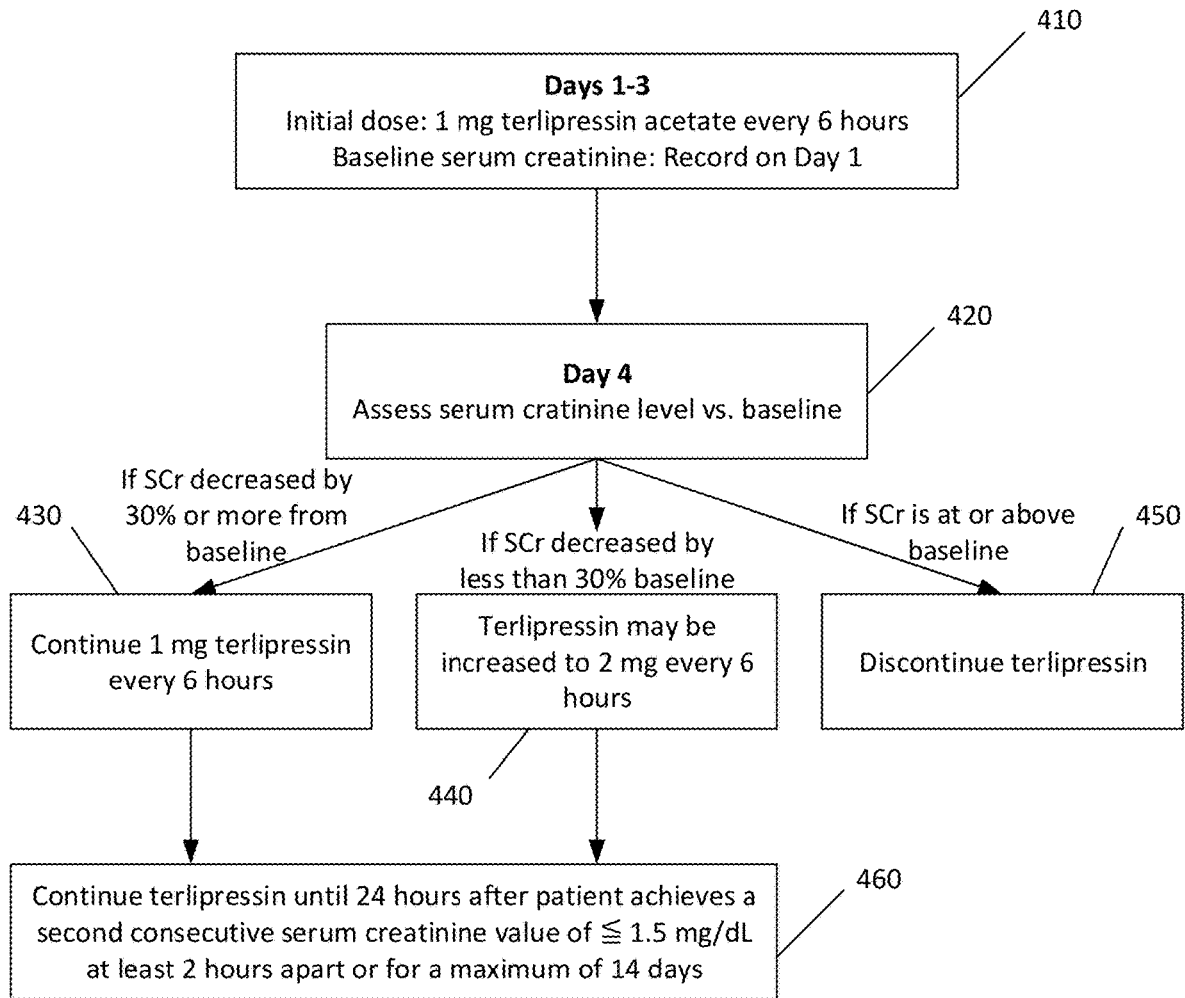 410
Days 1-3
Initial dose: 1 mg terlipressin acetate every 6 hours
Baseline serum creatinine: Record on Day 1
420
Day 4
Assess serum cratinine level vs. baseline
430
If SCr decreased by
30% or more from
baseline
If SCr decreased by
less than 30% baseline
If SCr is at or above
baseline
450
Continue 1 mg terlipressin
every 6 hours
Terlipressin may be
increased to 2 mg every 6
hours
Discontinue terlipressin
440
Continue terlipressin until 24 hours after patient achieves a
second consecutive serum creatinine value of ≦ 1.5 mg/dL
at least 2 hours apart or for a maximum of 14 days
460